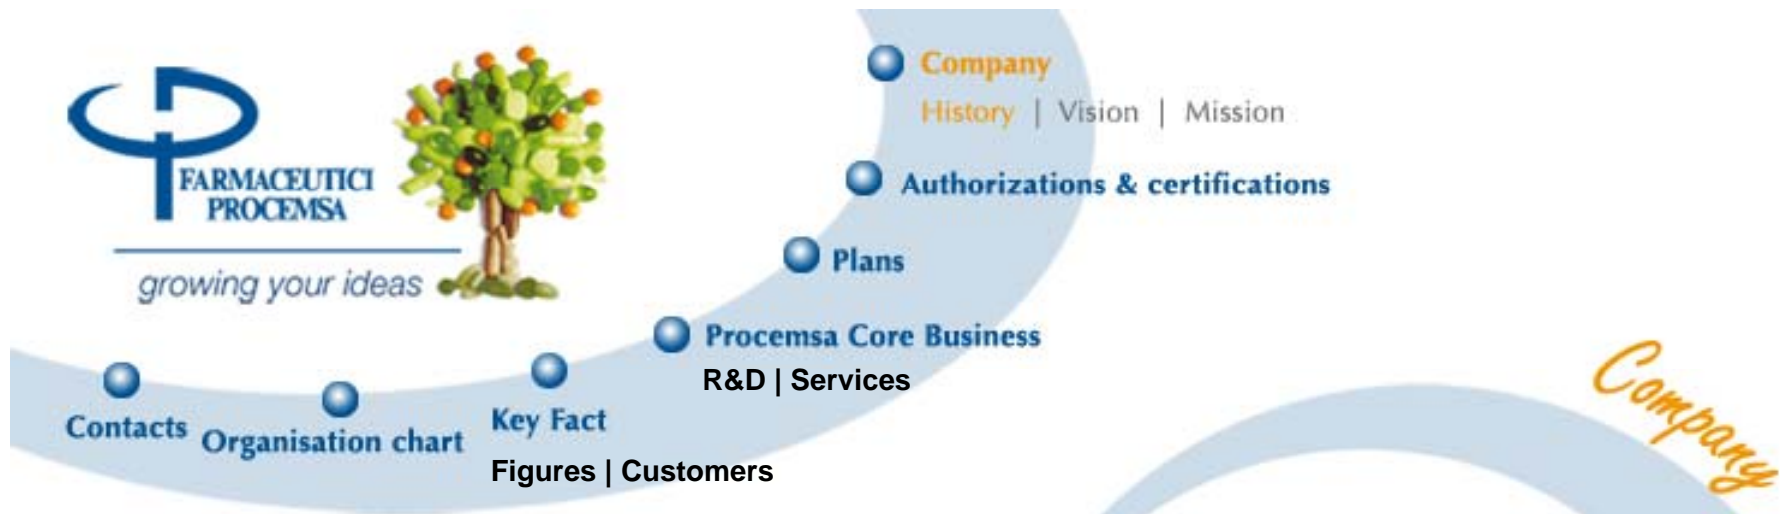 FARMACEUTICI
PROCEMSA
growing your ideas
Company
History | Vision | Mission
Authorizations & certifications
Plans
Procemsa Core Business
R&D | Services
Key Fact
Figures | Customers
Organisation chart
Contacts
Company